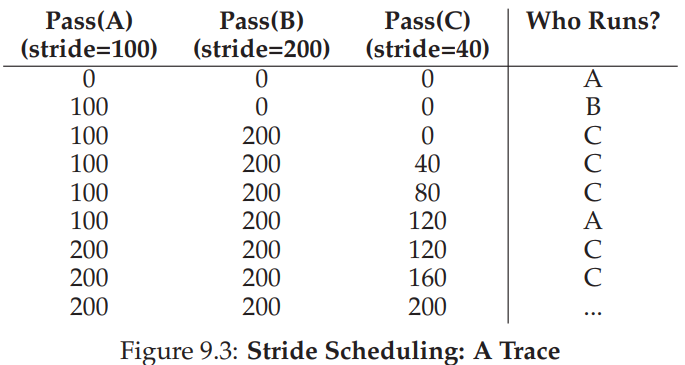 Pass(A) Pass(B) Pass(C) Who Runs?
(stride=100) (stride=200) (stride=40)
0 0 0 A
100 0 0 B
100 200 0 C
100 200 40 C
100 200 80 C
100 200 120 A
200 200 120 C
200 200 160 C
200 200 200 ...
Figure 9.3: Stride Scheduling: A Trace